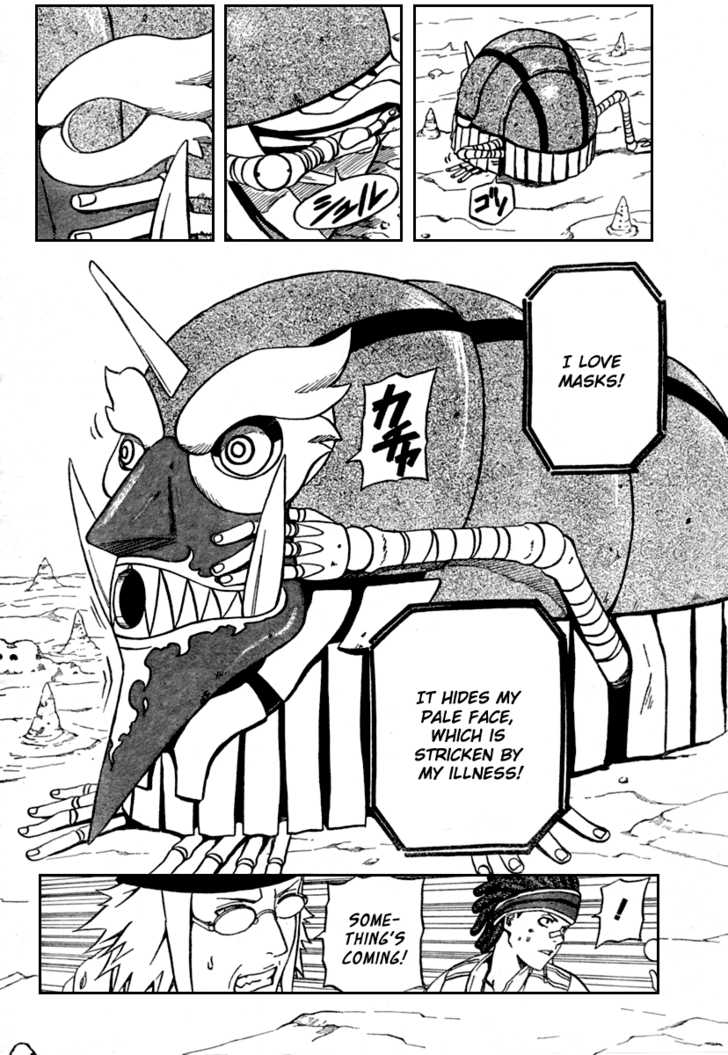 ゴソ
シュル
I LOVE
MASKS!
カチャ
IT HIDES MY
PALE FACE,
WHICH IS
STRICKEN BY
MY ILLNESS!
!
SOME-
THING'S
COMING!